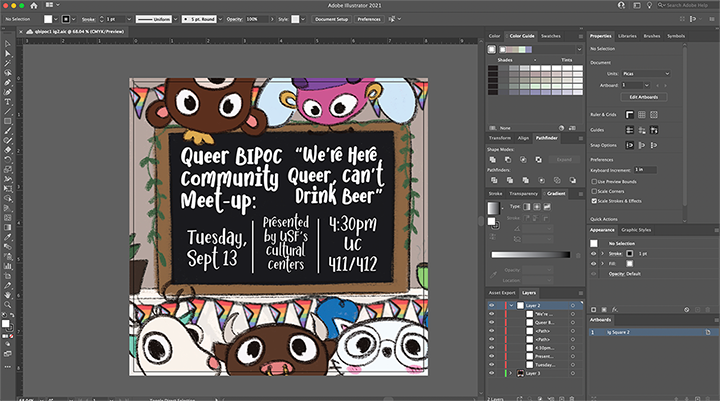 Adobe Illustrator 2021
Search Adobe Help
No Selection
Stroke:
1 pt
Uniform
5 pt. Round
Opacity:
100%
Style:
Document Setup
Preferences
qbipoc1 ig2.aic @ 68.04 % (CMYK/Preview)
Queer BIPOC
Community
Meet-up:
"We're Here
Queer, can't
Drink Beer"
Tuesday,
Sept 13
Presented
by USF's
cultural
centers
4:30pm
UC
411/412
Color
Color Guide
Swatches
Shades
Tints
None
Transform
Align
Pathfinder
Shape Modes:
Expand
Pathfinders:
Stroke
Transparency
Gradient
Type:
Stroke:
Opacity:
Location:
Asset Export
Layers
Layer 2
"We're ...
Queer B...
<Path>
<Path>
4:30pm...
Present...
Tuesday...
Layer 3
2 Layers
Properties
Libraries
Brushes
Symbols
No Selection
Document
Units:
Picas
Artboard:
1
Edit Artboards
Ruler & Grids
Guides
Snap Options
Preferences
Keyboard Increment:
1 in
Use Preview Bounds
Scale Corners
Scale Strokes & Effects
Quick Actions
Appearance
Graphic Styles
No Selection
Stroke:
1 pt
Fill:
Opacity: Default
Artboards
1
Ig Square 2
68.04%
Toggle Direct Selection